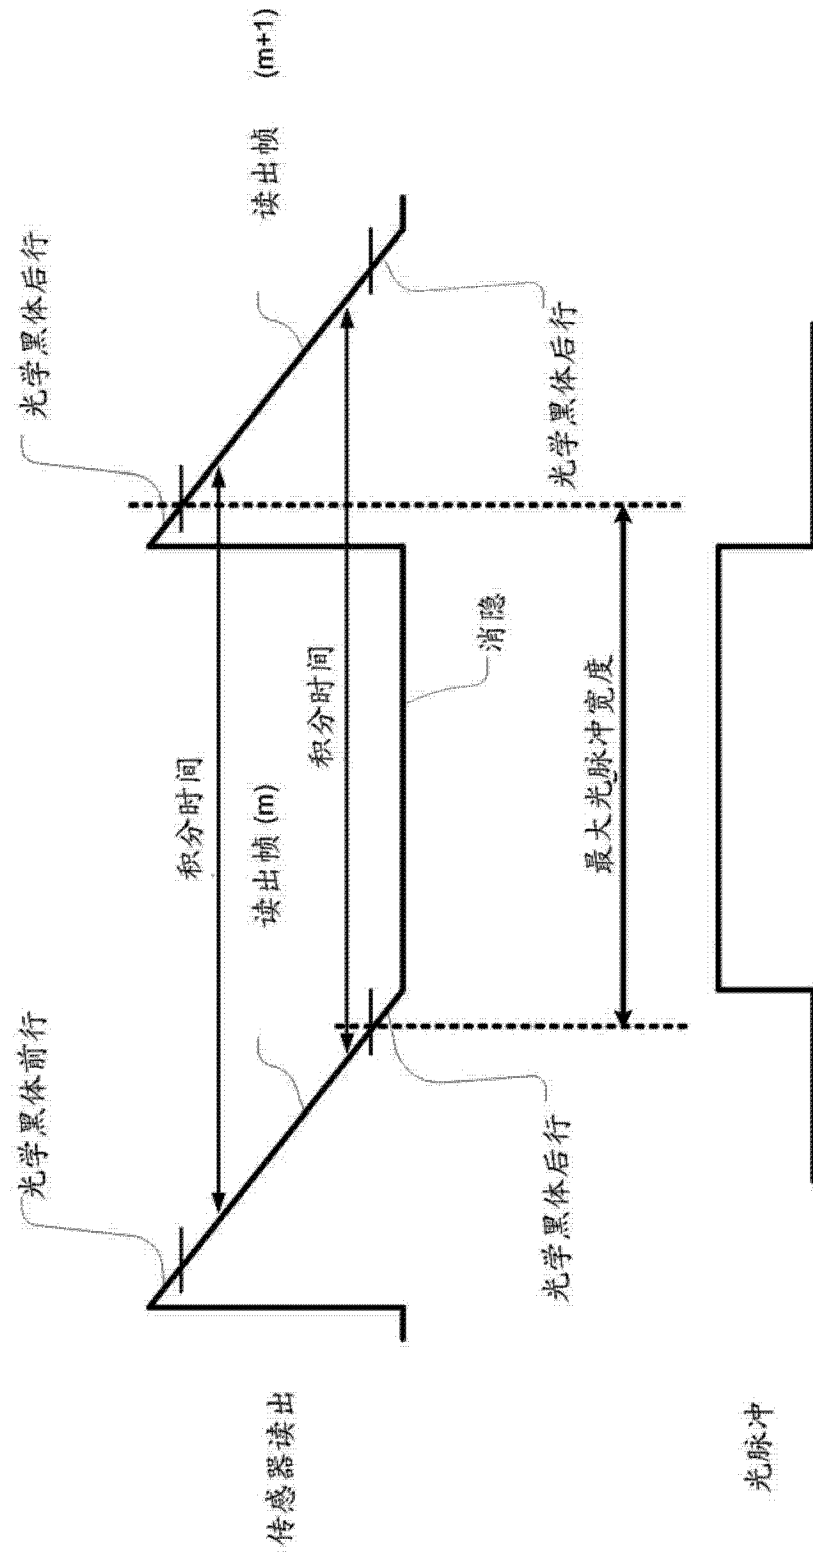 光学黑体前行
光学黑体后行
积分时间
读出帧 (m)
读出帧 (m+1)
积分时间
传感器读出
消隐
光学黑体后行
光学黑体后行
最大光脉冲宽度
光脉冲